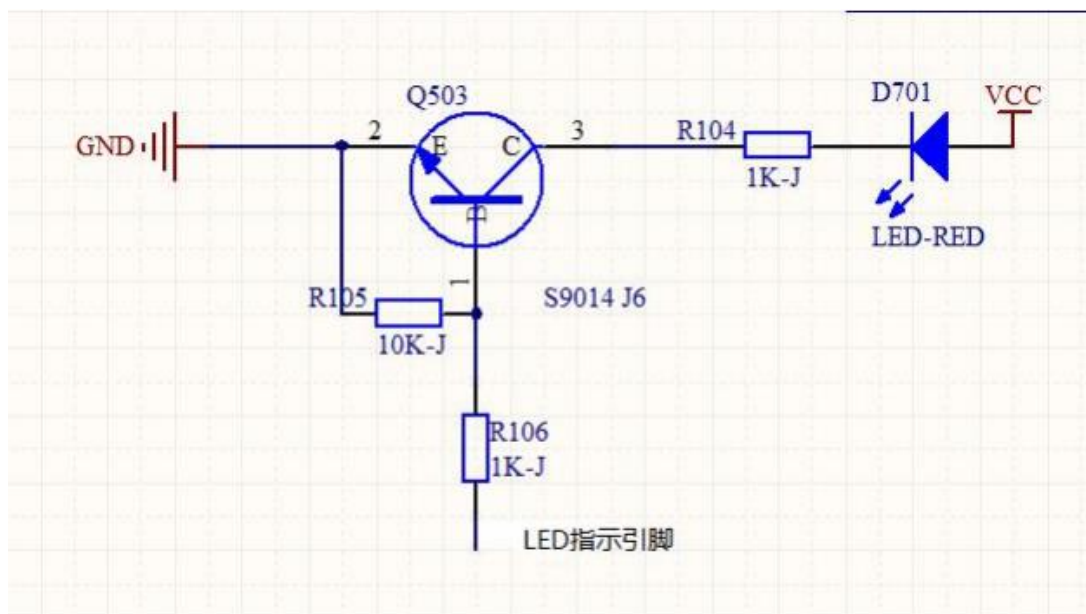 Q503
D701
VCC
GND
2
E
C
3
R104
1K-J
B
LED-RED
1
R105
S9014 J6
10K-J
R106
1K-J
LED指示引脚